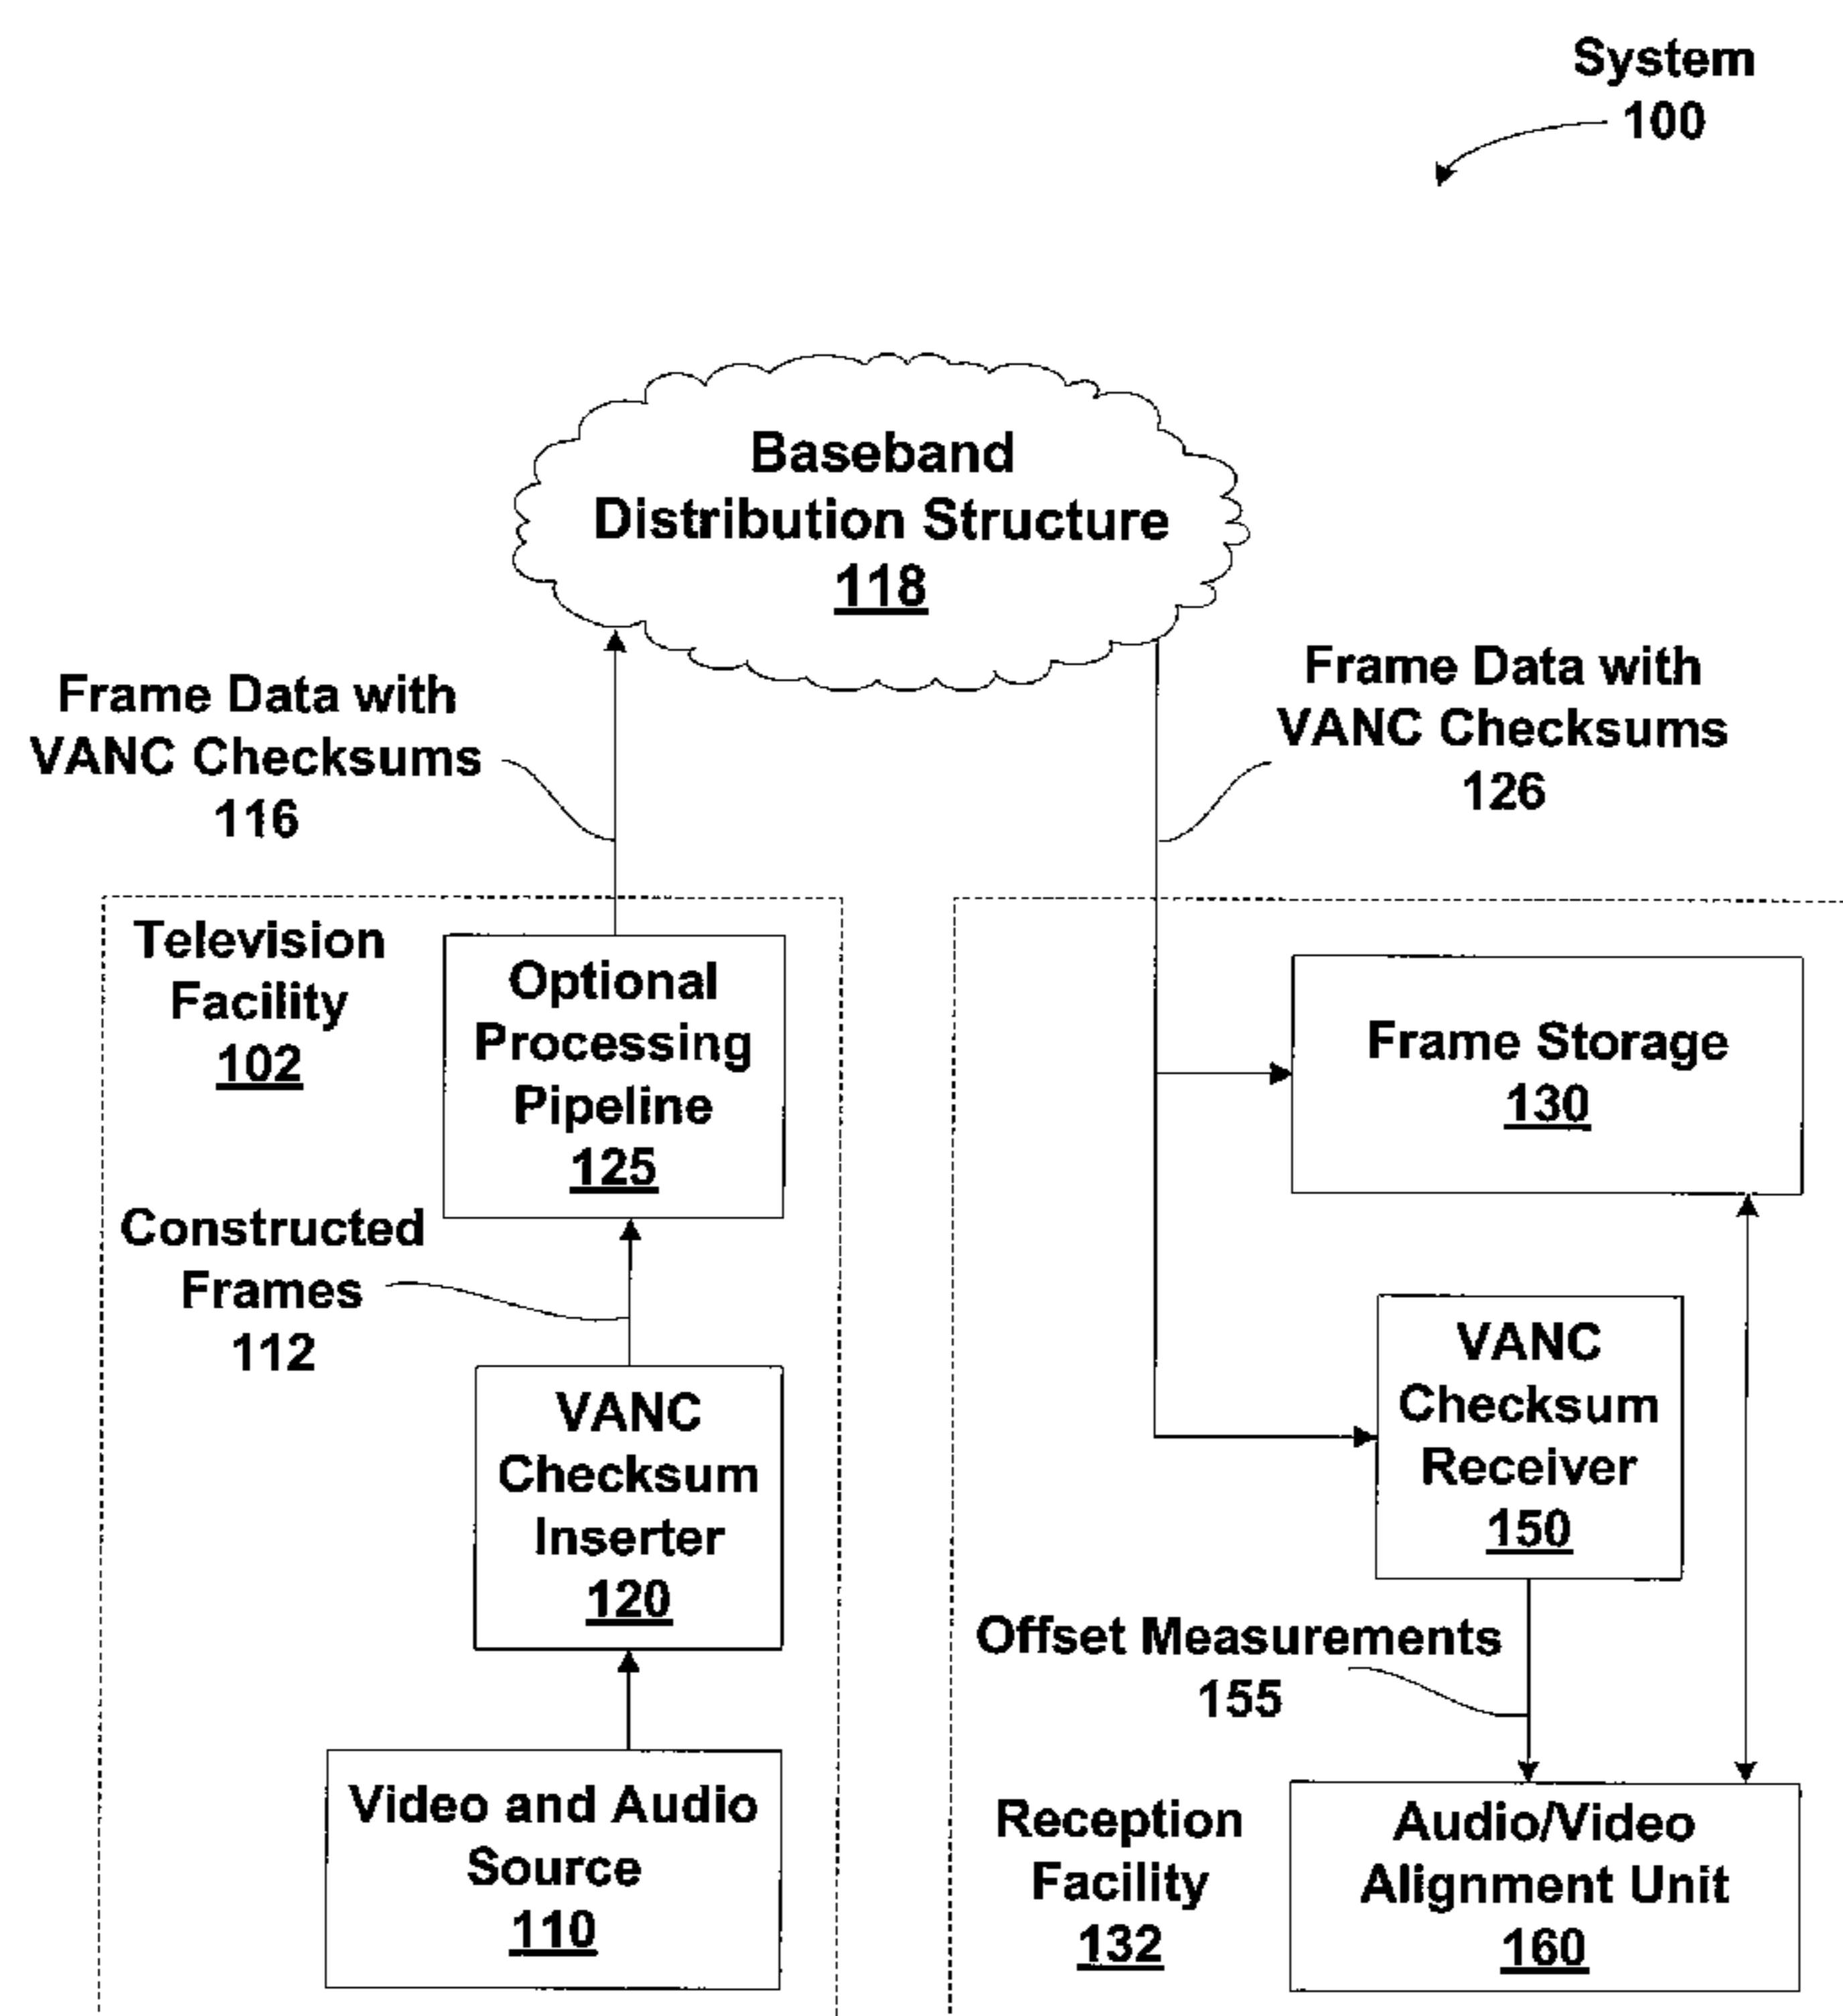 System
100
Baseband
Distribution Structure
118
Frame Data with
VANC Checksums
116
Frame Data with
VANC Checksums
126
Television
Facility
102
Optional
Processing
Pipeline
125
Constructed
Frames
112
VANC
Checksum
Inserter
120
Video and Audio
Source
110
Frame Storage
130
VANC
Checksum
Receiver
150
Offset Measurements
155
Reception
Facility
132
Audio/Video
Alignment Unit
160